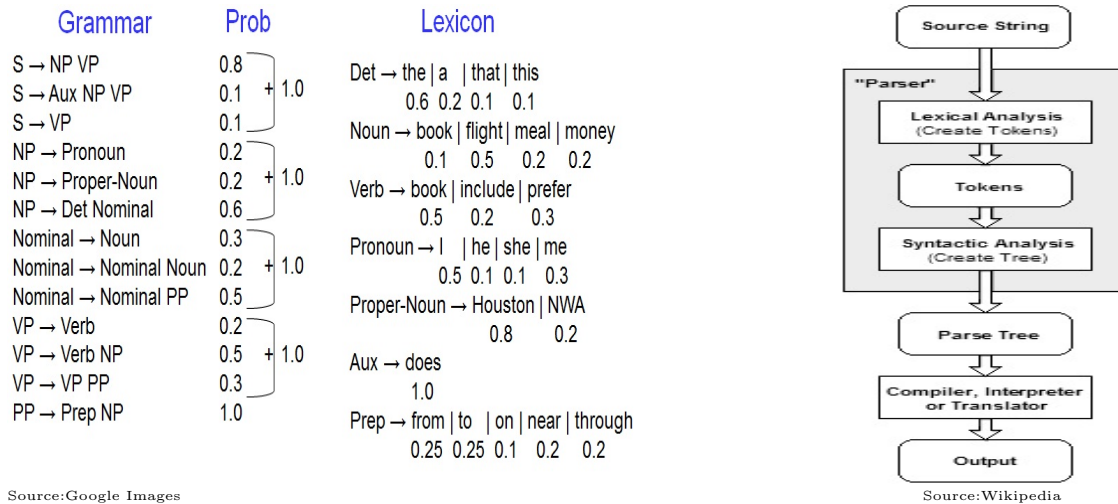 Grammar Prob
S → NP VP 0.8
S → Aux NP VP 0.1 + 1.0
S → VP 0.1
NP → Pronoun 0.2
NP → Proper-Noun 0.2 + 1.0
NP → Det Nominal 0.6
Nominal → Noun 0.3
Nominal → Nominal Noun 0.2 + 1.0
Nominal → Nominal PP 0.5
VP → Verb 0.2
VP → Verb NP 0.5 + 1.0
VP → VP PP 0.3
PP → Prep NP 1.0
Lexicon
Det → the | a | that | this
0.6 0.2 0.1 0.1
Noun → book | flight | meal | money
0.1 0.5 0.2 0.2
Verb → book | include | prefer
0.5 0.2 0.3
Pronoun → I | he | she | me
0.5 0.1 0.1 0.3
Proper-Noun → Houston | NWA
0.8 0.2
Aux → does
1.0
Prep → from | to | on | near | through
0.25 0.25 0.1 0.2 0.2
Source:Google Images
Source String
"Parser"
Lexical Analysis
(Create Tokens)
Tokens
Syntactic Analysis
(Create Tree)
Parse Tree
Compiler, Interpreter
or Translator
Output
Source:Wikipedia